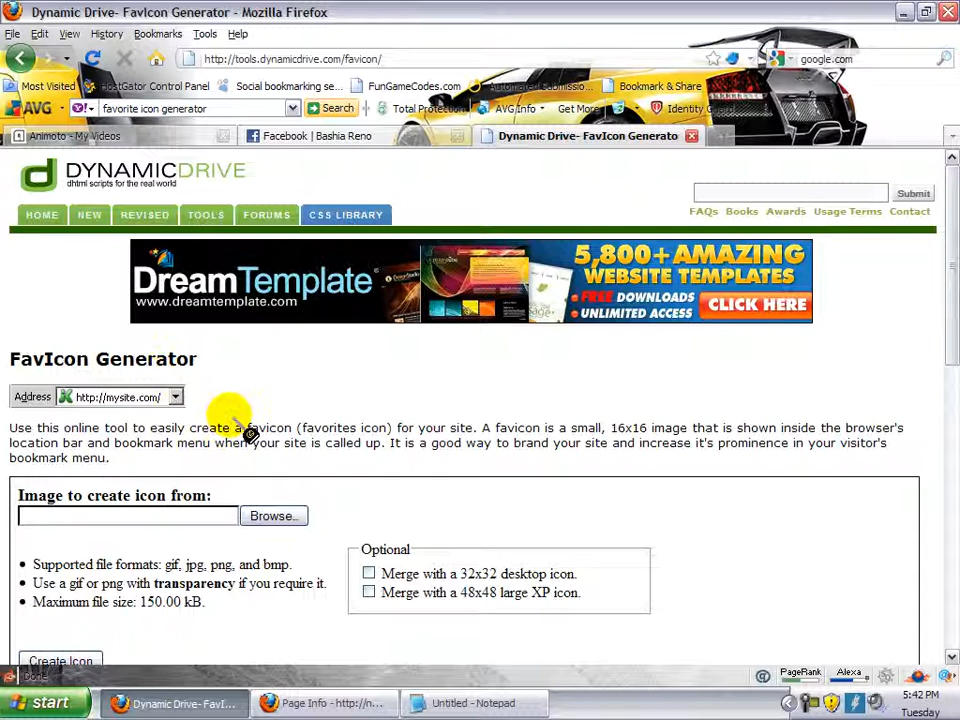 Dynamic Drive- FavIcon Generator - Mozilla Firefox
File Edit View History Bookmarks Tools Help
http://tools.dynamicdrive.com/favicon/
google.com
Most Visited HostGator Control Panel Social bookmarking se... FunGameCodes.com Automated Submissio... Bookmark & Share
AVG Y! favorite icon generator Search Total Protection AVG Info Get More Identity
Animoto - My Videos Facebook | Bashia Reno Dynamic Drive- FavIcon Generato
DYNAMICDRIVE
dhtml scripts for the real world
Submit
HOME NEW REVISED TOOLS FORUMS CSS LIBRARY
FAQs Books Awards Usage Terms Contact
DreamTemplate
www.dreamtemplate.com
5,800+AMAZING
WEBSITE TEMPLATES
FREE DOWNLOADS
UNLIMITED ACCESS
CLICK HERE
FavIcon Generator
Address http://mysite.com/
Use this online tool to easily create a favicon (favorites icon) for your site. A favicon is a small, 16x16 image that is shown inside the browser's
location bar and bookmark menu when your site is called up. It is a good way to brand your site and increase it's prominence in your visitor's
bookmark menu.
Image to create icon from:
Browse...
Supported file formats: gif, jpg, png, and bmp.
Use a gif or png with transparency if you require it.
Maximum file size: 150.00 kB.
Optional
Merge with a 32x32 desktop icon.
Merge with a 48x48 large XP icon.
Create Icon
Done
PageRank Alexa
start Dynamic Drive- FavI... Page Info - http://n... Untitled - Notepad
5:42 PM
Tuesday